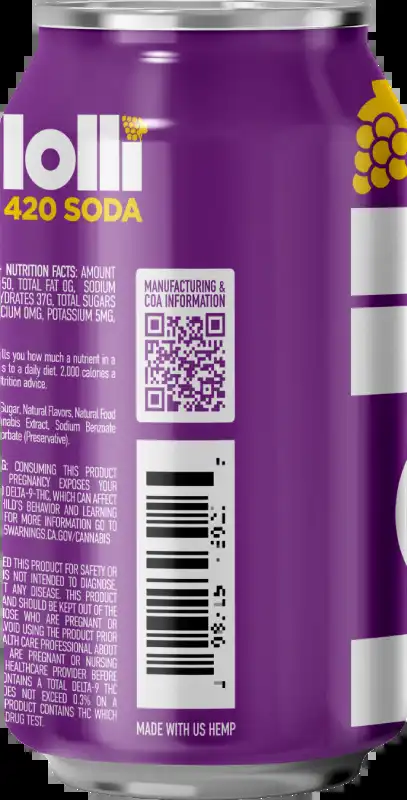 lolli
420 SODA
NUTRITION FACTS: AMOUNT
50, TOTAL FAT 0G, SODIUM
YDRATES 37G, TOTAL SUGARS
CIUM 0MG, POTASSIUM 5MG,
lls you how much a nutrient in a
s to a daily diet. 2,000 calories a
trition advice.
Sugar, Natural Flavors, Natural Food
nnabis Extract, Sodium Benzoate
orbate (Preservative).
G: CONSUMING THIS PRODUCT
PREGNANCY EXPOSES YOUR
DELTA-9-THC, WHICH CAN AFFECT
HILD'S BEHAVIOR AND LEARNING
FOR MORE INFORMATION GO TO
5WARNINGS.CA.GOV/CANNABIS
ED THIS PRODUCT FOR SAFETY OR
IS NOT INTENDED TO DIAGNOSE,
T ANY DISEASE. THIS PRODUCT
AND SHOULD BE KEPT OUT OF THE
OSE WHO ARE PREGNANT OR
VOID USING THE PRODUCT PRIOR
ALTH CARE PROFESSIONAL ABOUT
ARE PREGNANT OR NURSING
HEALTHCARE PROVIDER BEFORE
ONTAINS A TOTAL DELTA-9 THC
OES NOT EXCEED 0.3% ON A
PRODUCT CONTAINS THC WHICH
DRUG TEST.
MANUFACTURING &
COA INFORMATION
MADE WITH US HEMP